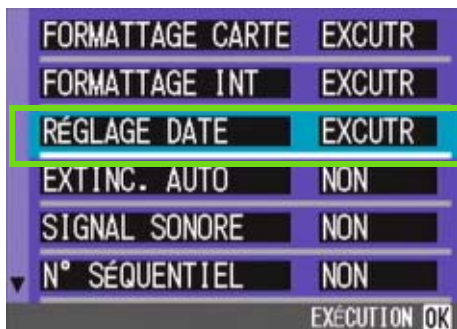 FORMATTAGE CARTE EXCUTR
FORMATTAGE INT EXCUTR
RÉGLAGE DATE EXCUTR
EXTINC. AUTO NON
SIGNAL SONORE NON
N° SÉQUENTIEL NON
EXÉCUTION OK